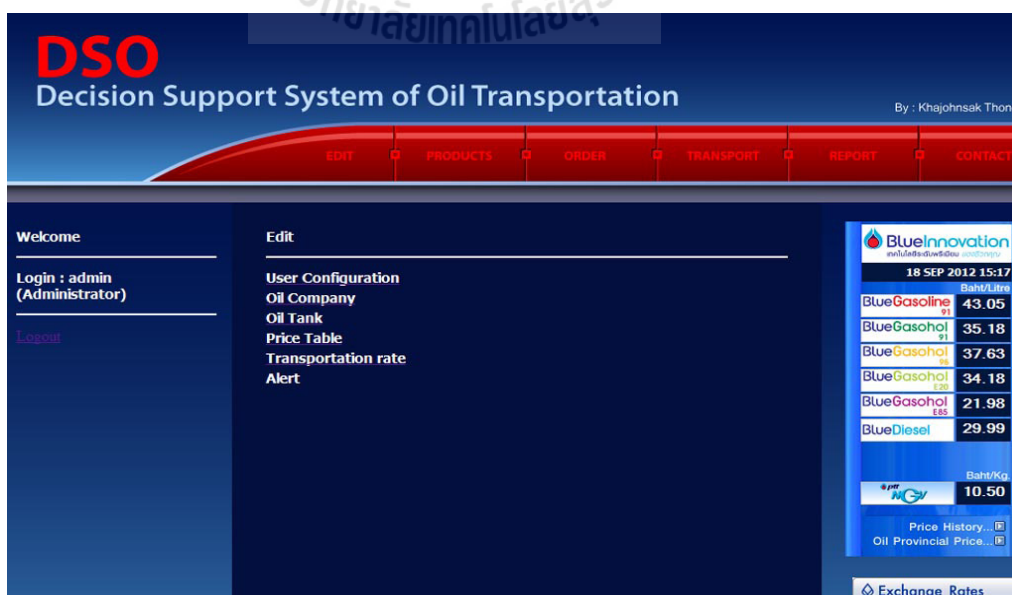 DSO
Decision Support System of Oil Transportation
By : Khajohnsak Thon
EDIT PRODUCTS ORDER TRANSPORT REPORT CONTACT
Welcome
Login : admin
(Administrator)
Logout
Edit
User Configuration
Oil Company
Oil Tank
Price Table
Transportation rate
Alert
BlueInnovation
18 SEP 2012 15:17
Baht/Litre
BlueGasoline 91 43.05
BlueGasohol 91 35.18
BlueGasohol 95 37.63
BlueGasohol E20 34.18
BlueGasohol E85 21.98
BlueDiesel 29.99
Baht/Kg.
ptt NGV 10.50
Price History...
Oil Provincial Price...
Exchange Rates